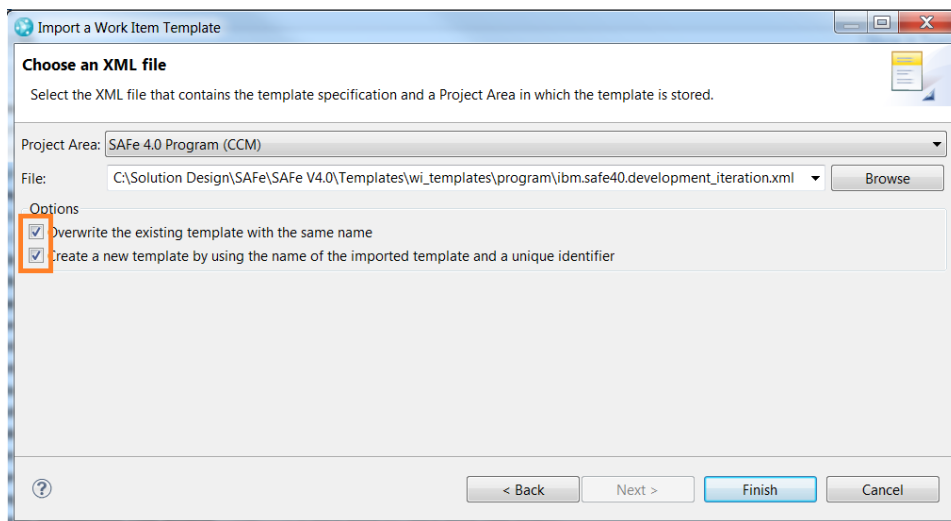 Import a Work Item Template
Choose an XML file
Select the XML file that contains the template specification and a Project Area in which the template is stored.
Project Area: SAFe 4.0 Program (CCM)
File: C:\Solution Design\SAFe\SAFe V4.0\Templates\wi_templates\program\ibm.safe40.development_iteration.xml Browse
Options
Overwrite the existing template with the same name
Create a new template by using the name of the imported template and a unique identifier
? < Back Next > Finish Cancel